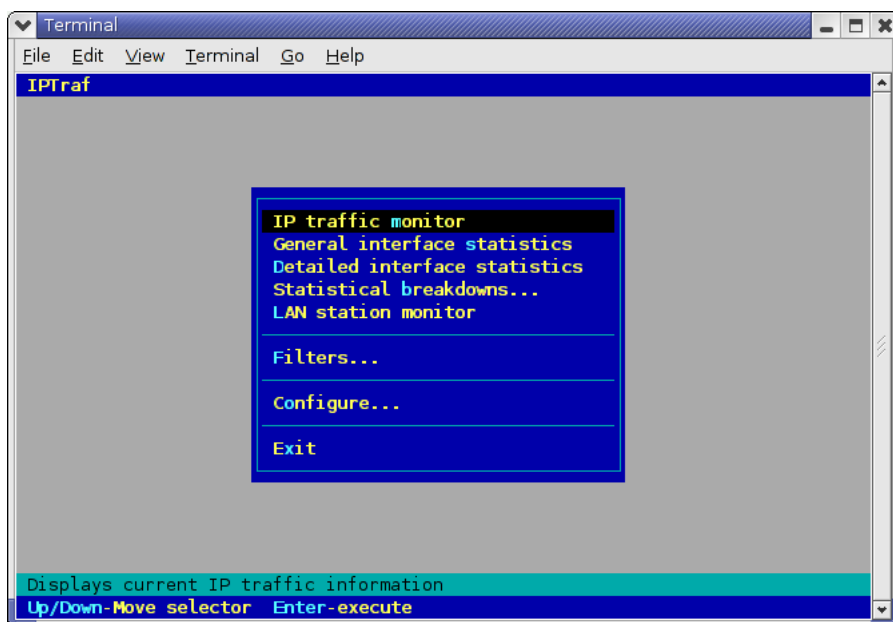 Terminal
File Edit View Terminal Go Help
IPTraf
IP traffic monitor
General interface statistics
Detailed interface statistics
Statistical breakdowns...
LAN station monitor
Filters...
Configure...
Exit
Displays current IP traffic information
Up/Down-Move selector Enter-execute